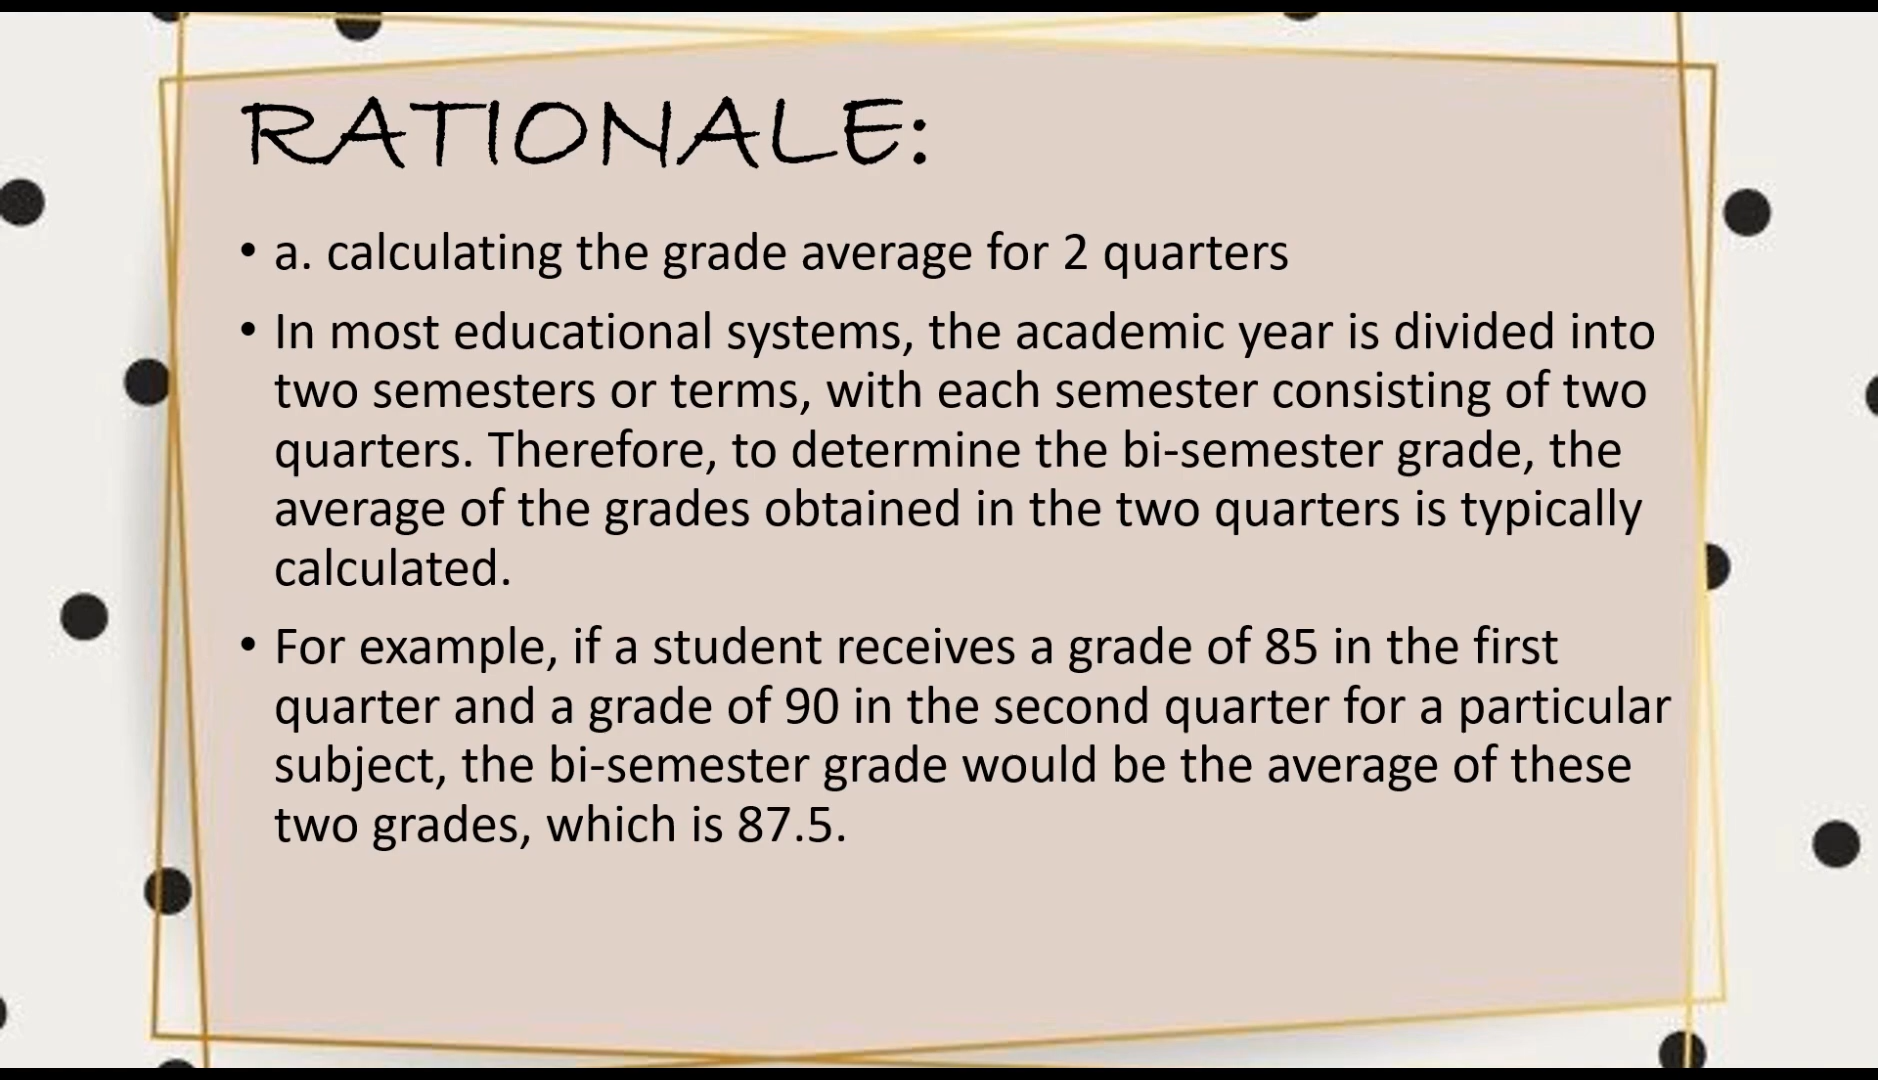 RATIONALE:
• a. calculating the grade average for 2 quarters
• In most educational systems, the academic year is divided into
two semesters or terms, with each semester consisting of two
quarters. Therefore, to determine the bi-semester grade, the
average of the grades obtained in the two quarters is typically
calculated.
• For example, if a student receives a grade of 85 in the first
quarter and a grade of 90 in the second quarter for a particular
subject, the bi-semester grade would be the average of these
two grades, which is 87.5.